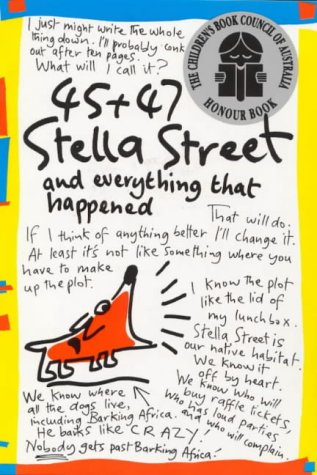 I just might write the whole
thing down. I'll probably conk
out after ten pages.
What will I call it?
THE CHILDREN'S BOOK COUNCIL OF AUSTRALIA
HONOUR BOOK
45+47
Stella Street
and everything that
happened
That will do.
If I think of anything better I'll change it.
At least it's not like something where you
have to make
up the plot.
I know the plot
like the lid of
my lunchbox.
Stella Street is
our native habitat.
We know it
off by heart.
We know who will
buy raffle tickets,
who has loud parties
and who will complain.
We know where
all the dogs live,
including Barking Africa.
He barks like CRAZY!
Nobody gets past Barking Africa!